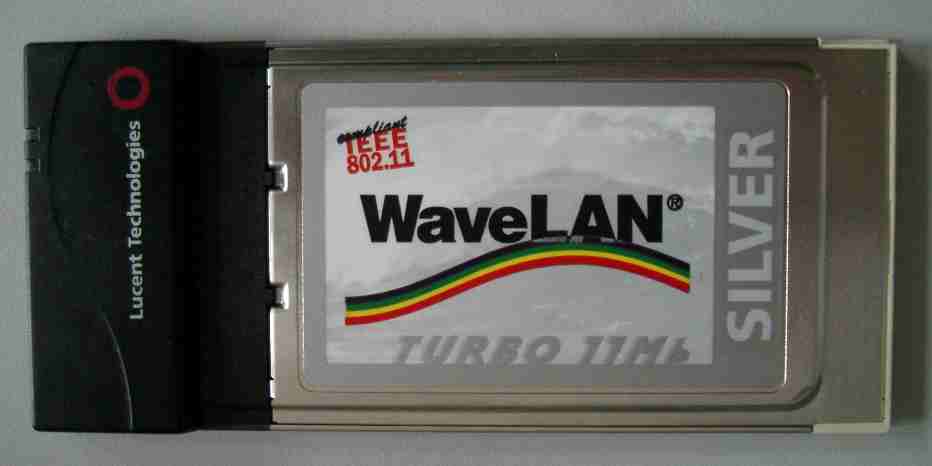 Lucent Technologies
compliant
IEEE
802.11
WaveLAN®
TURBO 11Mb
SILVER